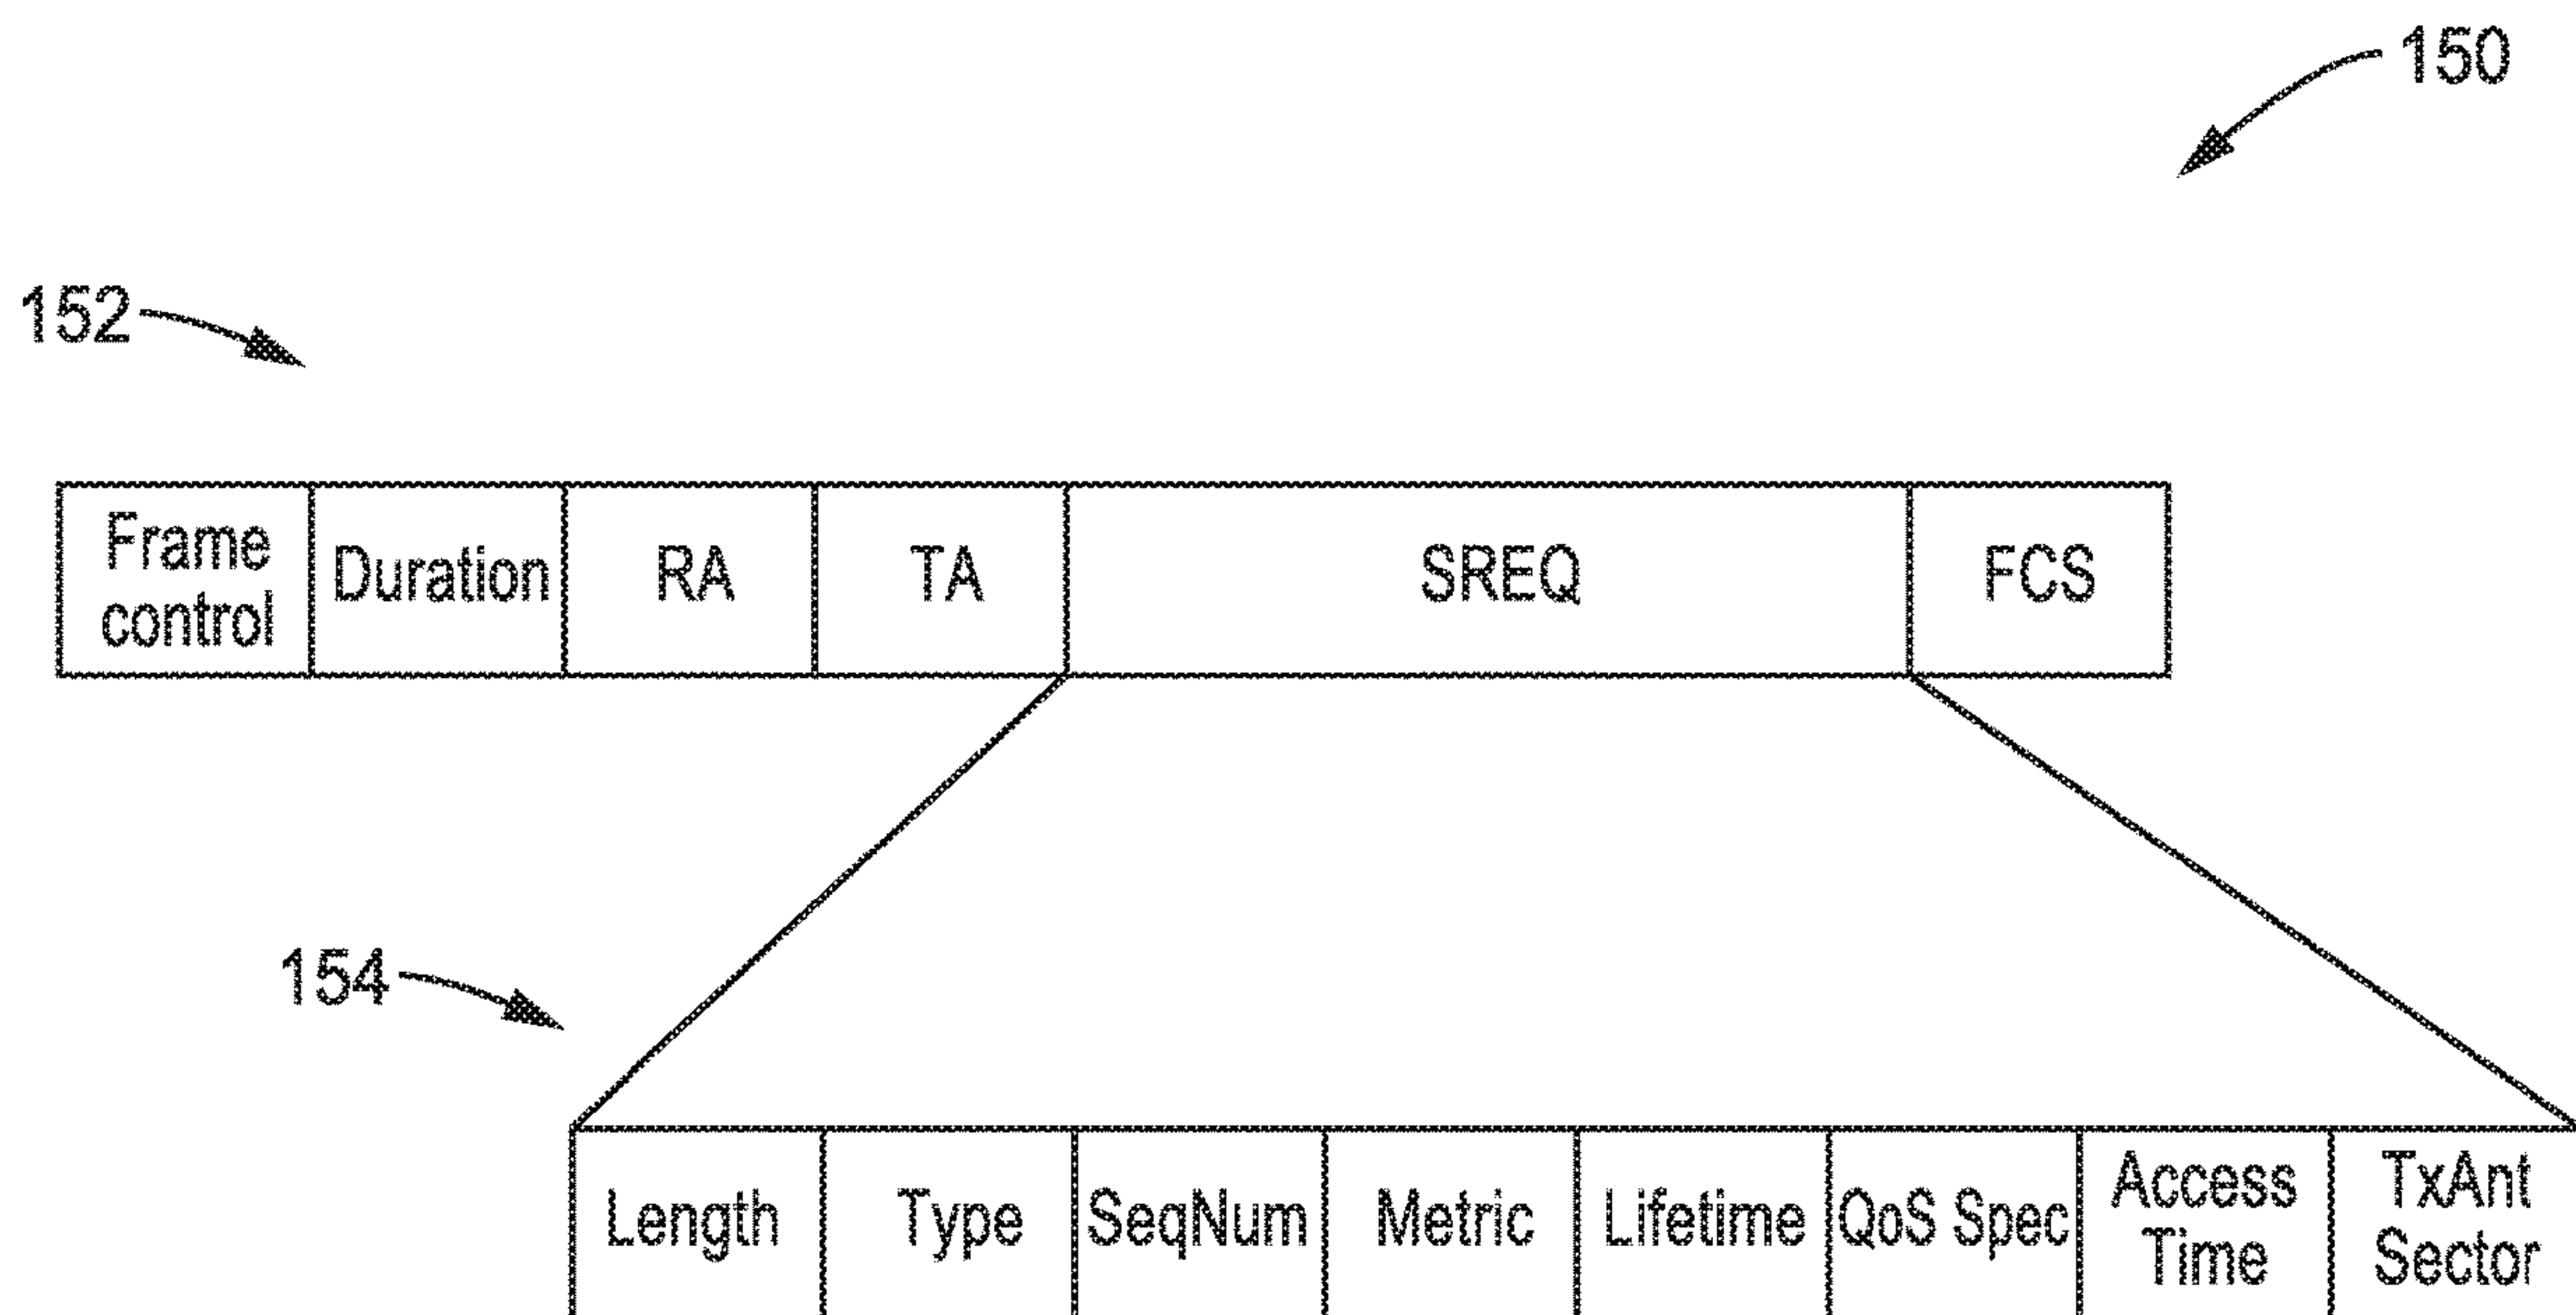 150
152
Frame control Duration RA TA SREQ FCS
154
Length Type SeqNum Metric Lifetime QoS Spec Access Time TxAnt Sector